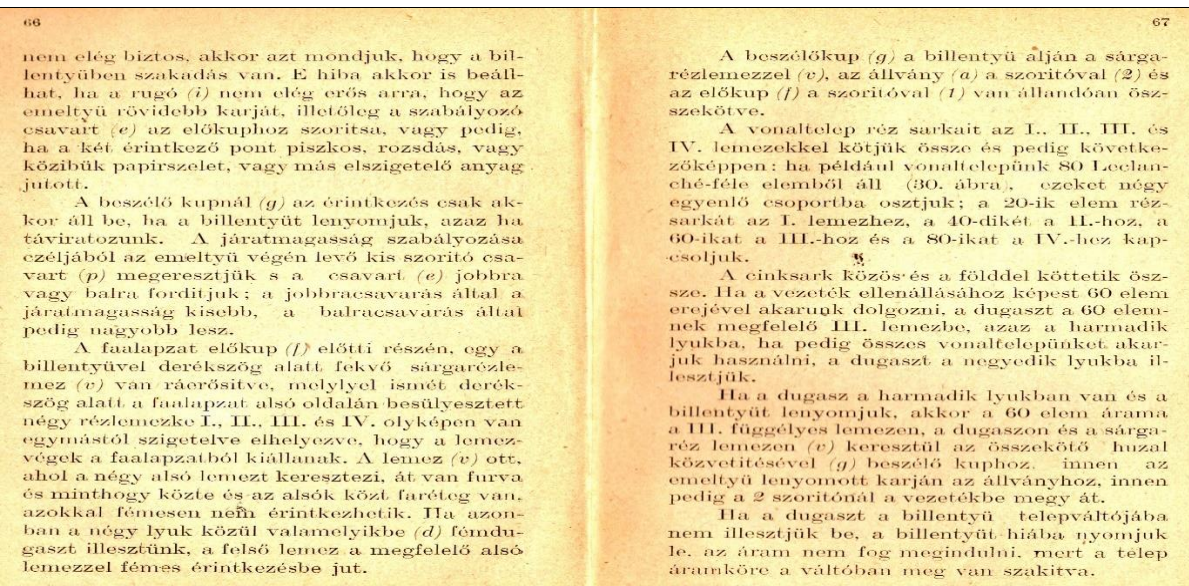 66
nem elég biztos, akkor azt mondjuk, hogy a bil-
lentyüben szakadás van. E hiba akkor is beáll-
hat, ha a rugó (i) nem elég erős arra, hogy az
emeltyü rövidebb karját, illetőleg a szabályozó
csavart (e) az előkuphoz szoritsa, vagy pedig,
ha a két érintkező pont piszkos, rozsdás, vagy
közibük papirszelet, vagy más elszigetelő anyag
jutott.
A beszélő kupnál (g) az érintkezés csak ak-
kor áll be, ha a billentyüt lenyomjuk, azaz ha
táviratozunk. A járatmagasság szabályozása
czéljából az emeltyü végén levő kis szoritó csa-
vart (p) megeresztjük s a csavart (e) jobbra
vagy balra forditjuk; a jobbracsavarás által a
járatmagasság kisebb, a balracsavarás által
pedig nagyobb lesz.
A faalapzat előkup (f) előtti részén, egy a
billentyüvel derékszög alatt fekvő sárgarézle-
mez (v) van ráerősitve, melylyel ismét derék-
szög alatt a faalapzat alsó oldalán besülyesztett
négy rézlemezke I., II., III. és IV. olyképen van
egymástól szigetelve elhelyezve, hogy a lemez-
végek a faalapzatból kiállanak. A lemez (v) ott,
ahol a négy alsó lemezt keresztezi, át van furva
és minthogy közte és az alsók közt faréteg van,
azokkal fémesen nem érintkezhetik. Ha azon-
ban a négy lyuk közül valamelyikbe (d) fémdu-
gaszt illesztünk, a felső lemez a megfelelő alsó
lemezzel fémes érintkezésbe jut.
67
A beszélőkup (g) a billentyü alján a sárga-
rézlemezzel (v), az állvány (a) a szoritóval (2) és
az előkup (f) a szoritóval (1) van állandóan ösz-
szekötve.
A vonaltelep réz sarkait az I., II., III. és
IV. lemezekkel kötjük össze és pedig követke-
zőképpen: ha például vonaltelepünk 80 Leclan-
ché-féle elemből áll (30. ábra), ezeket négy
egyenlő csoportba osztjuk; a 20-ik elem réz-
sarkát az I. lemezhez, a 40-dikét a II.-hoz, a
60-ikat a III.-hoz és a 80-ikat a IV.-hez kap-
csoljuk.
A cinksark közös és a földdel köttetik ösz-
sze. Ha a vezeték ellenállásához képest 60 elem
erejével akarunk dolgozni, a dugaszt a 60 elem-
nek megfelelő III. lemezbe, azaz a harmadik
lyukba, ha pedig összes vonaltelepünket akar-
juk használni, a dugaszt a negyedik lyukba il-
lesztjük.
Ha a dugasz a harmadik lyukban van és a
billentyüt lenyomjuk, akkor a 60 elem árama
a III. függélyes lemezen, a dugaszon és a sárga-
réz lemezen (v) keresztül az összekötő huzal
közvetitésével (g) beszélő kuphoz, innen az
emeltyü lenyomott karján az állványhoz, innen
pedig a 2 szoritónál a vezetékbe megy át.
Ha a dugaszt a billentyü telepváltójába
nem illesztjük be, a billentyüt hiába nyomjuk
le, az áram nem fog megindulni, mert a telep
áramköre a váltóban meg van szakitva.